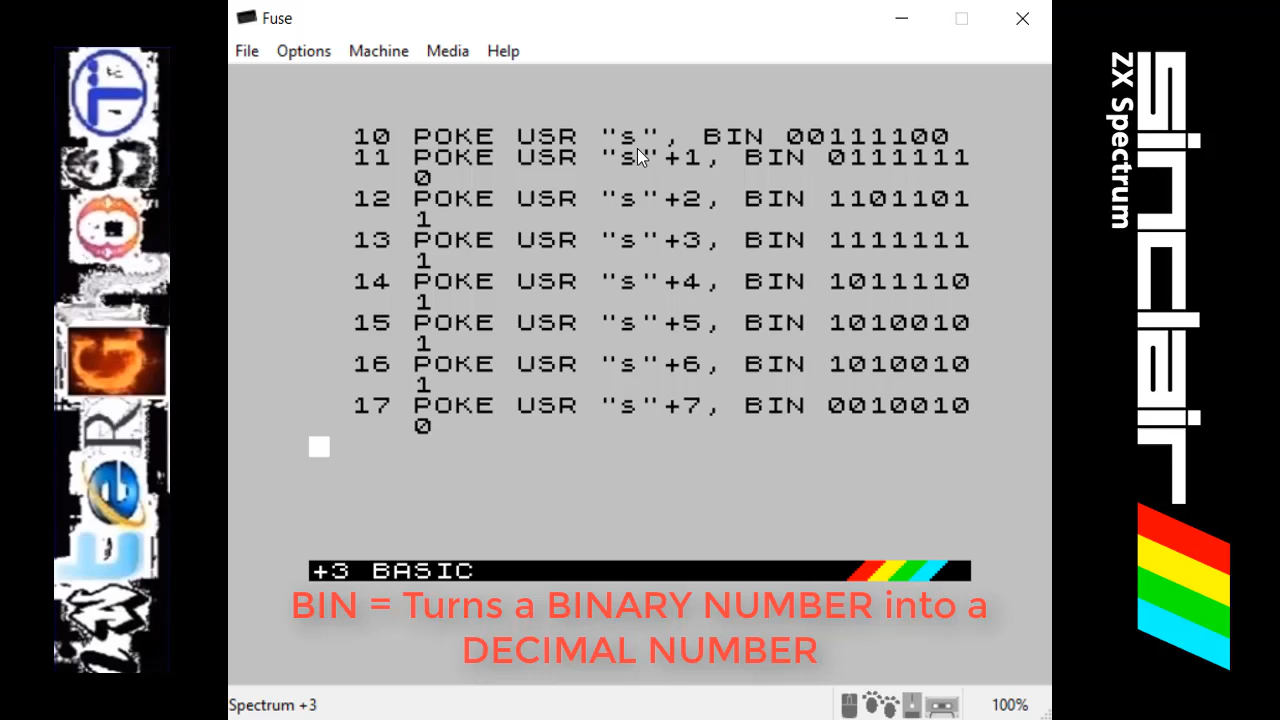 Fuse
File Options Machine Media Help
10 POKE USR "s", BIN 00111100
11 POKE USR "s"+1, BIN 0111111
0
12 POKE USR "s"+2, BIN 1101101
1
13 POKE USR "s"+3, BIN 1111111
1
14 POKE USR "s"+4, BIN 1011110
1
15 POKE USR "s"+5, BIN 1010010
1
16 POKE USR "s"+6, BIN 1010010
1
17 POKE USR "s"+7, BIN 0010010
0
+3 BASIC
BIN = Turns a BINARY NUMBER into a
DECIMAL NUMBER
Spectrum +3
100%
sinclair
ZX Spectrum